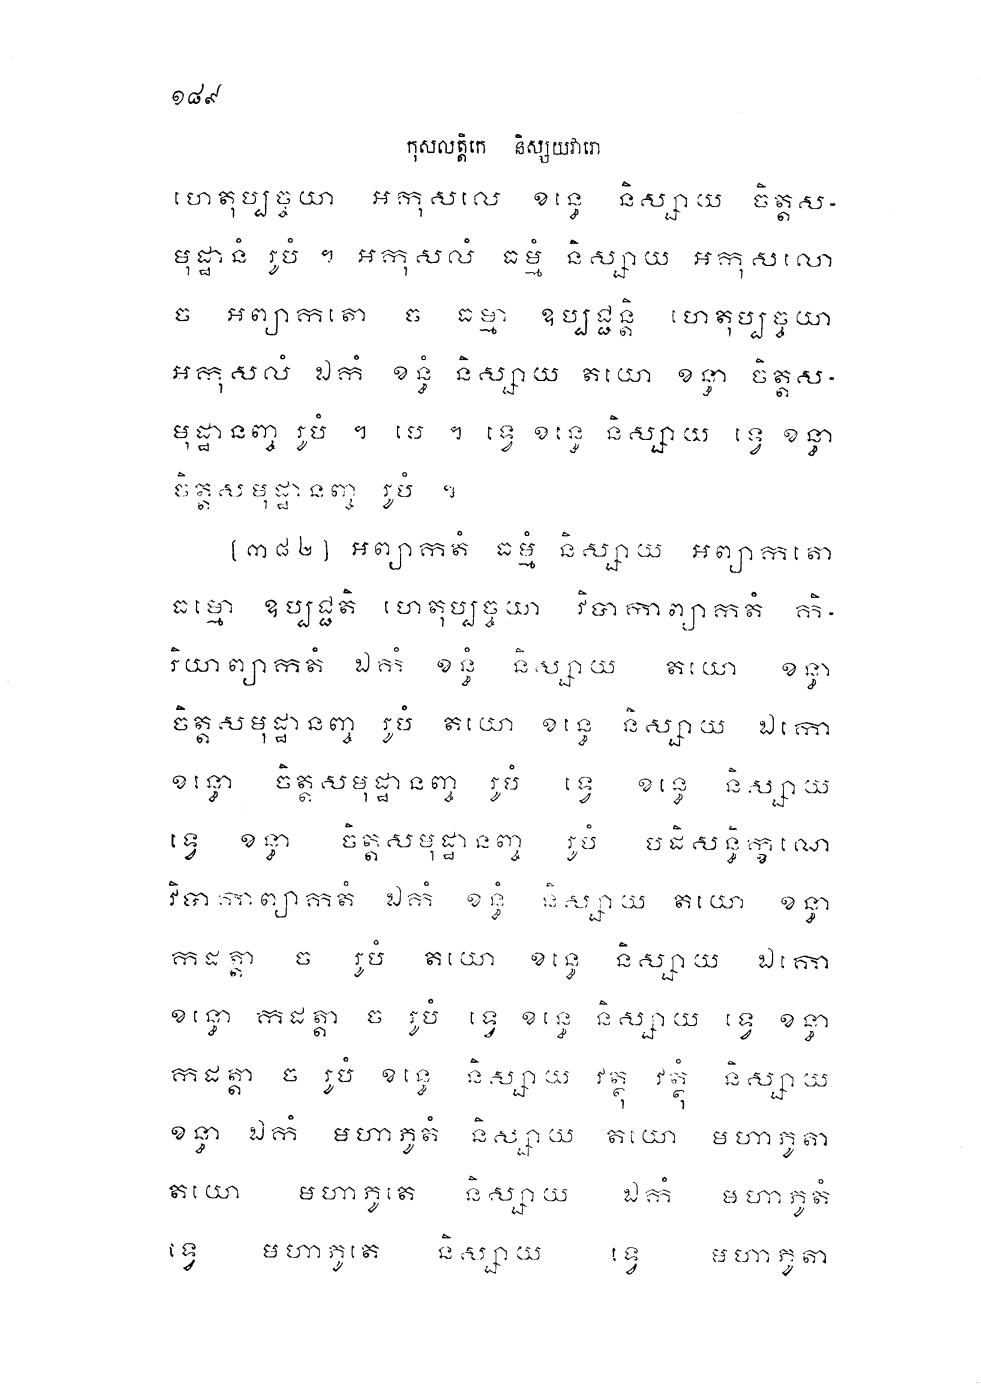 ១៨៩
កុសលត្តិកេ និស្សយវារោ
ហេតុប្បច្ចយា អកុសលេ ខន្ធេ និស្សាយ ចិត្តស-
មុដ្ឋានំ រូបំ ។ អកុសលំ ធម្មំ និស្សាយ អកុសលោ
ច អព្យាកតោ ច ធម្មា ឧប្បជ្ជន្តិ ហេតុប្បច្ចយា
អកុសលំ ឯកំ ខន្ធំ និស្សាយ តយោ ខន្ធា ចិត្តស-
មុដ្ឋានញ្ច រូបំ ។ បេ ។ ទ្វេ ខន្ធេ និស្សាយ ទ្វេ ខន្ធា
ចិត្តសមុដ្ឋានញ្ច រូបំ ។
[៣៨២] អព្យាកតំ ធម្មំ និស្សាយ អព្យាកតោ
ធម្មោ ឧប្បជ្ជតិ ហេតុប្បច្ចយា វិបាកាព្យាកតំ កិ-
រិយាព្យាកតំ ឯកំ ខន្ធំ និស្សាយ តយោ ខន្ធា
ចិត្តសមុដ្ឋានញ្ច រូបំ តយោ ខន្ធេ និស្សាយ ឯកោ
ខន្ធោ ចិត្តសមុដ្ឋានញ្ច រូបំ ទ្វេ ខន្ធេ និស្សាយ
ទ្វេ ខន្ធា ចិត្តសមុដ្ឋានញ្ច រូបំ បដិសន្ធិក្ខណេ
វិបាកាព្យាកតំ ឯកំ ខន្ធំ និស្សាយ តយោ ខន្ធា
កដត្តា ច រូបំ តយោ ខន្ធេ និស្សាយ ឯកោ
ខន្ធោ កដត្តា ច រូបំ ទ្វេ ខន្ធេ និស្សាយ ទ្វេ ខន្ធា
កដត្តា ច រូបំ ខន្ធេ និស្សាយ វត្ថុ វត្ថុំ និស្សាយ
ខន្ធា ឯកំ មហាភូតំ និស្សាយ តយោ មហាភូតា
តយោ មហាភូតេ និស្សាយ ឯកំ មហាភូតំ
ទ្វេ មហាភូតេ និស្សាយ ទ្វេ មហាភូតា